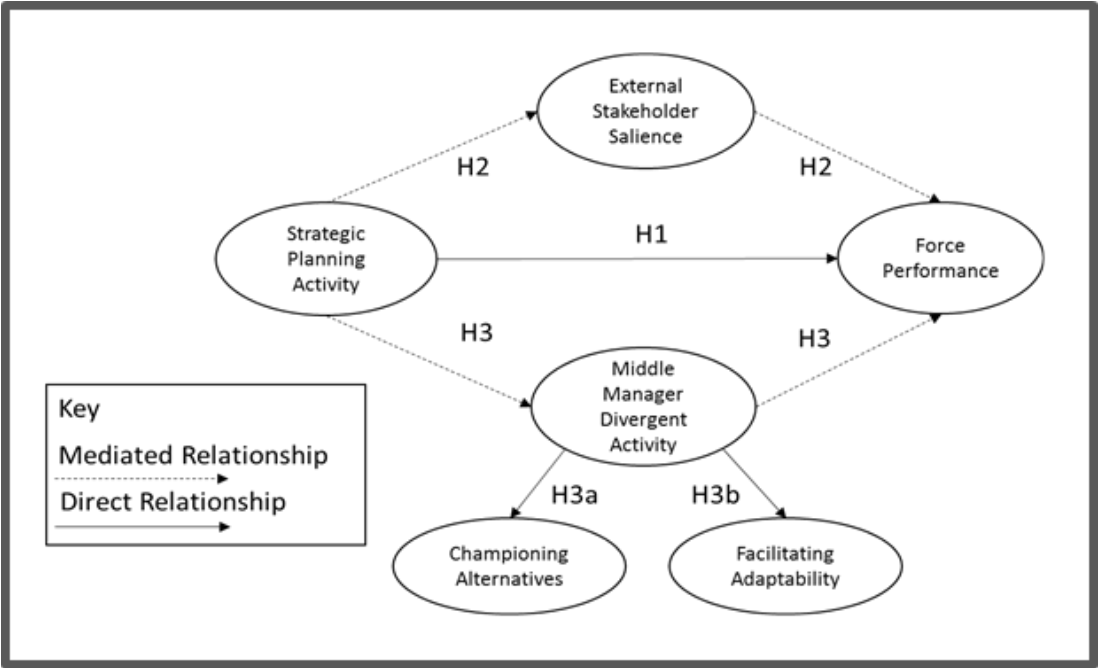 External
Stakeholder
Salience
H2
H2
Strategic
Planning
Activity
H1
Force
Performance
H3
H3
Middle
Manager
Divergent
Activity
Key
Mediated Relationship
Direct Relationship
H3a
H3b
Championing
Alternatives
Facilitating
Adaptability